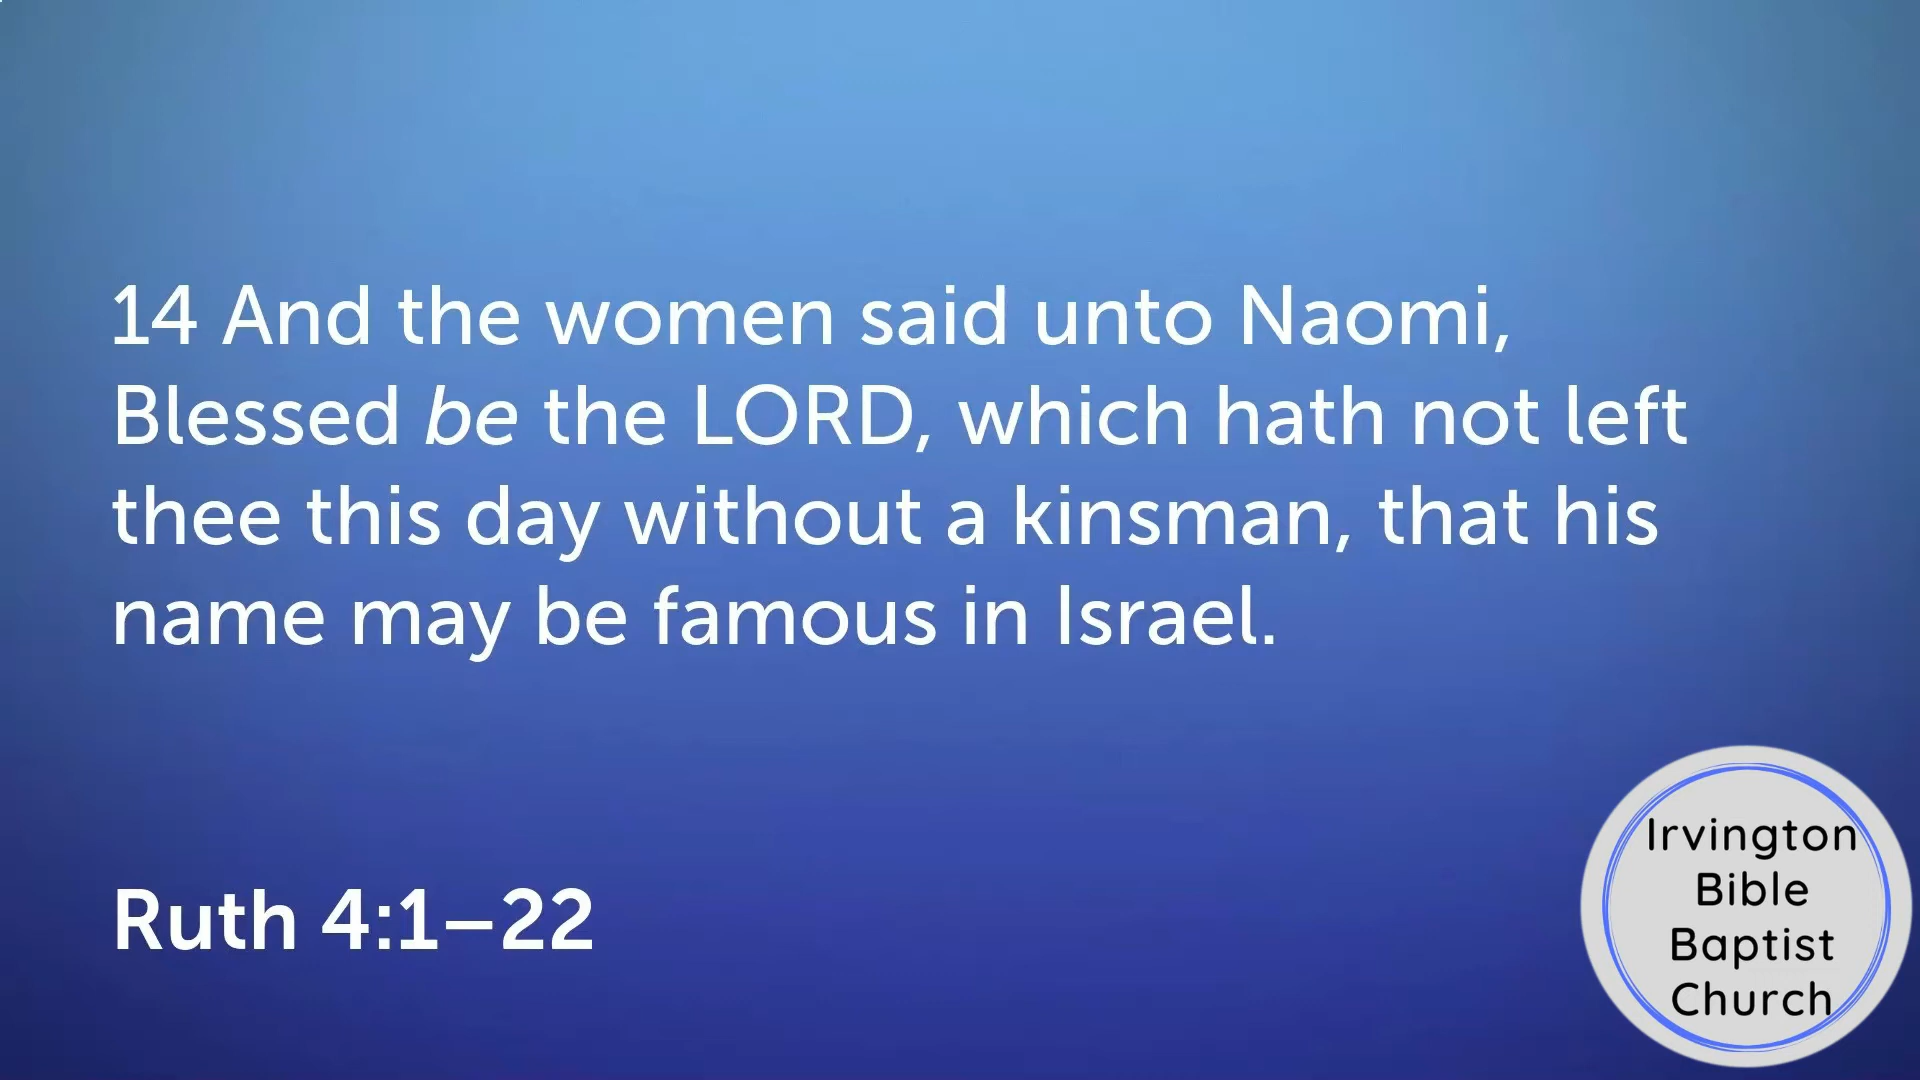 14 And the women said unto Naomi,
Blessed be the LORD, which hath not left
thee this day without a kinsman, that his
name may be famous in Israel.
Ruth 4:1–22
Irvington
Bible
Baptist
Church